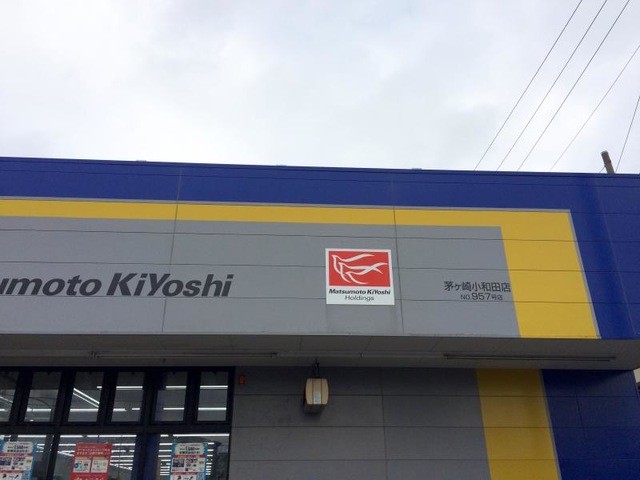 umoto KiYoshi
Matsumoto KiYoshi
Holdings
茅ヶ崎小和田店
NO.957号店